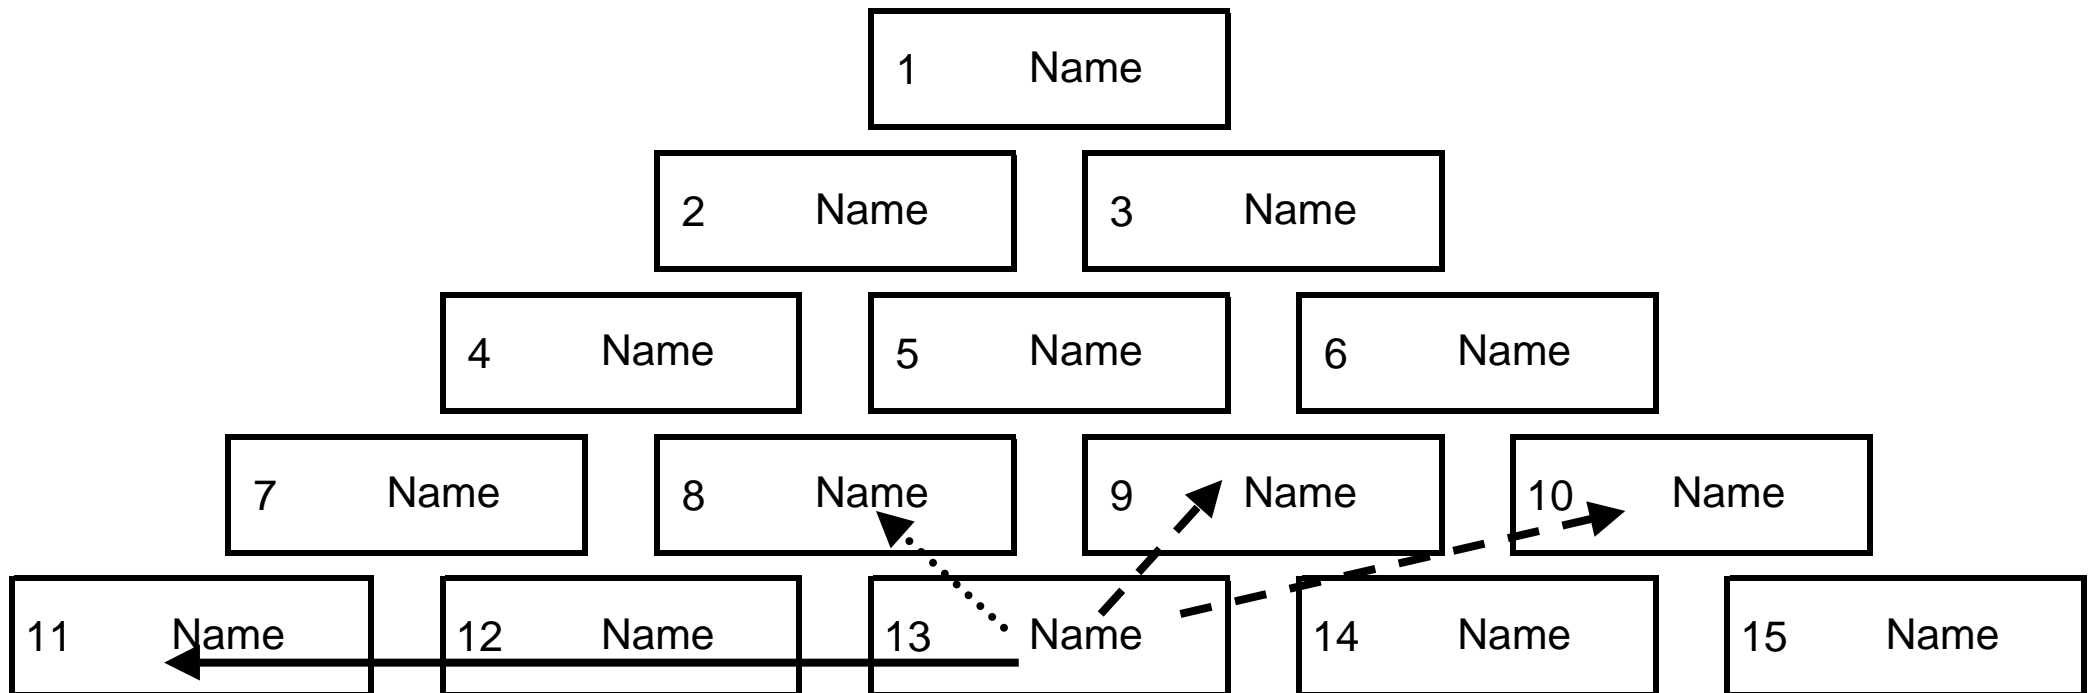 1 Name
2 Name 3 Name
4 Name 5 Name 6 Name
7 Name 8 Name 9 Name 10 Name
11 Name 12 Name 13 Name 14 Name 15 Name